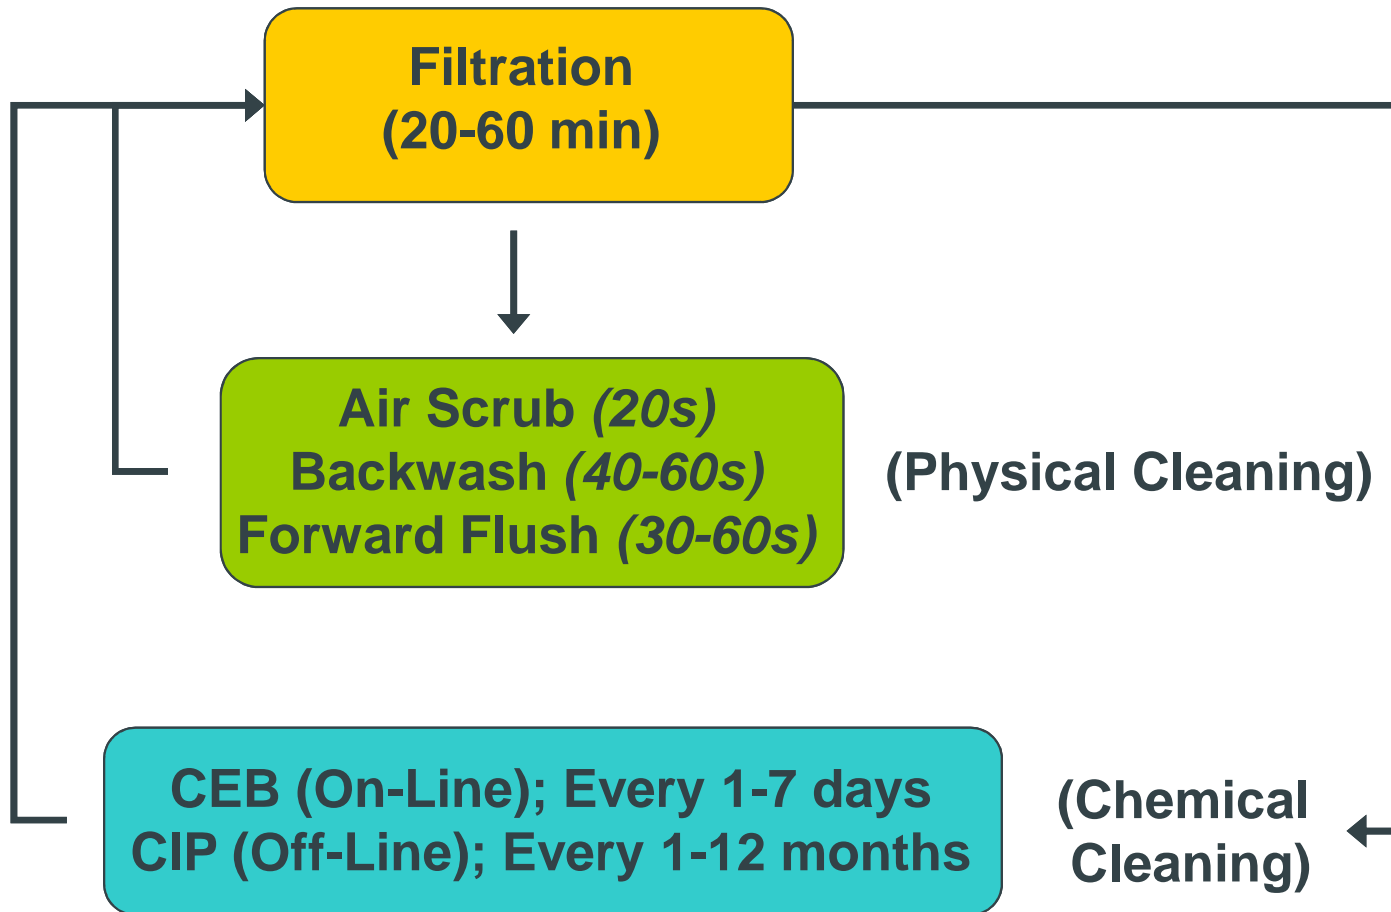 Filtration
(20-60 min)
Air Scrub (20s)
Backwash (40-60s)
Forward Flush (30-60s)
(Physical Cleaning)
CEB (On-Line); Every 1-7 days
CIP (Off-Line); Every 1-12 months
(Chemical
Cleaning)